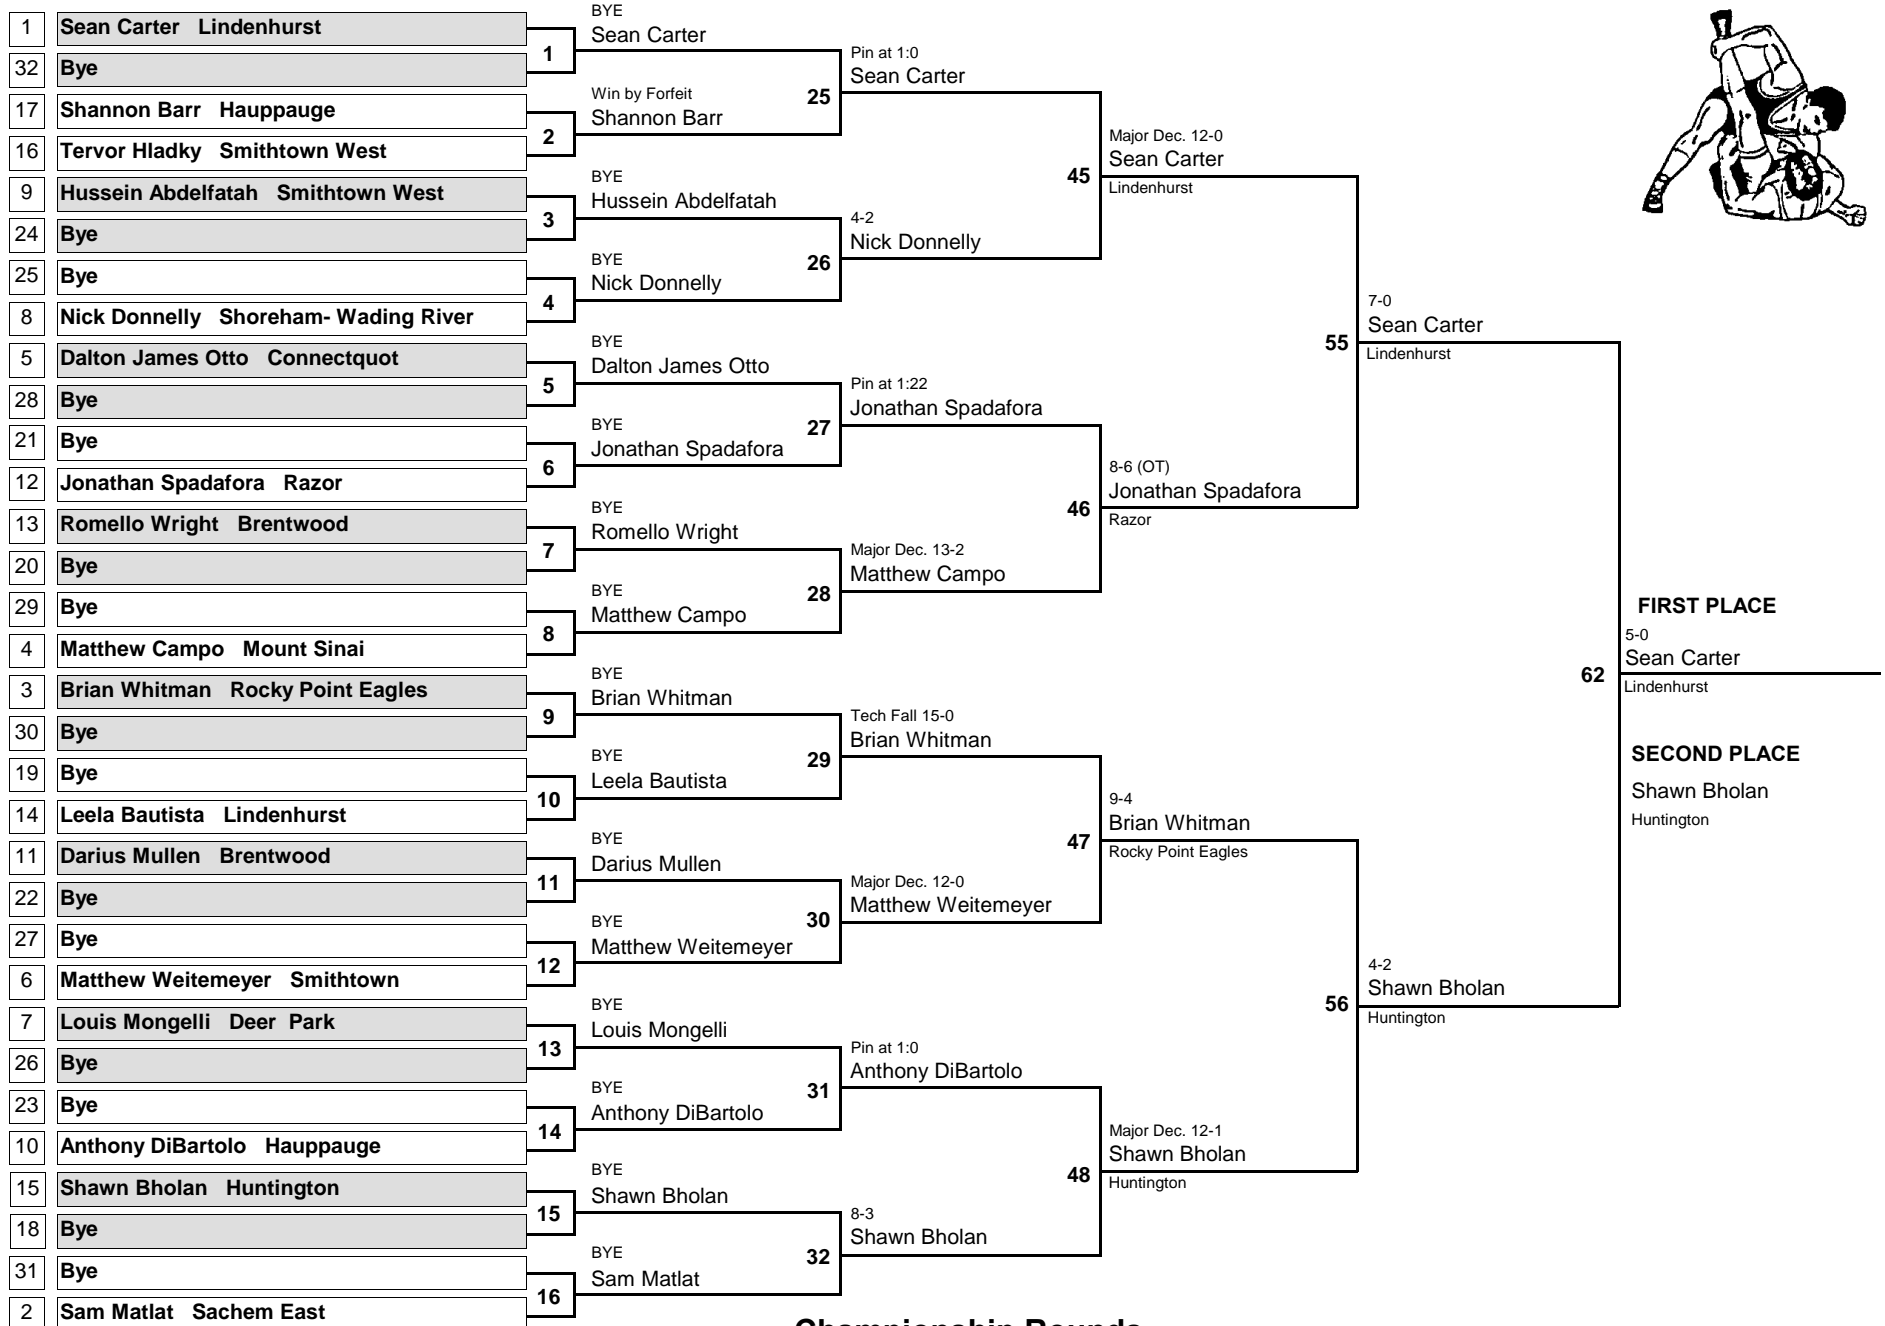 1 Sean Carter Lindenhurst
32 Bye
17 Shannon Barr Hauppauge
16 Tervor Hladky Smithtown West
9 Hussein Abdelfatah Smithtown West
24 Bye
25 Bye
8 Nick Donnelly Shoreham- Wading River
5 Dalton James Otto Connectquot
28 Bye
21 Bye
12 Jonathan Spadafora Razor
13 Romello Wright Brentwood
20 Bye
29 Bye
4 Matthew Campo Mount Sinai
3 Brian Whitman Rocky Point Eagles
30 Bye
19 Bye
14 Leela Bautista Lindenhurst
11 Darius Mullen Brentwood
22 Bye
27 Bye
6 Matthew Weitemeyer Smithtown
7 Louis Mongelli Deer Park
26 Bye
23 Bye
10 Anthony DiBartolo Hauppauge
15 Shawn Bholan Huntington
18 Bye
31 Bye
2 Sam Matlat Sachem East
1
2
3
4
5
6
7
8
9
10
11
12
13
14
15
16
BYE
Sean Carter
Win by Forfeit
Shannon Barr
BYE
Hussein Abdelfatah
BYE
Nick Donnelly
BYE
Dalton James Otto
BYE
Jonathan Spadafora
BYE
Romello Wright
BYE
Matthew Campo
BYE
Brian Whitman
BYE
Leela Bautista
BYE
Darius Mullen
BYE
Matthew Weitemeyer
BYE
Louis Mongelli
BYE
Anthony DiBartolo
BYE
Shawn Bholan
BYE
Sam Matlat
25
26
27
28
29
30
31
32
Pin at 1:0
Sean Carter
4-2
Nick Donnelly
Pin at 1:22
Jonathan Spadafora
Major Dec. 13-2
Matthew Campo
Tech Fall 15-0
Brian Whitman
Major Dec. 12-0
Matthew Weitemeyer
Pin at 1:0
Anthony DiBartolo
8-3
Shawn Bholan
45
46
47
48
Major Dec. 12-0
Sean Carter
Lindenhurst
8-6 (OT)
Jonathan Spadafora
Razor
9-4
Brian Whitman
Rocky Point Eagles
Major Dec. 12-1
Shawn Bholan
Huntington
55
56
7-0
Sean Carter
Lindenhurst
4-2
Shawn Bholan
Huntington
62
FIRST PLACE
5-0
Sean Carter
Lindenhurst
SECOND PLACE
Shawn Bholan
Huntington
Championship Rounds